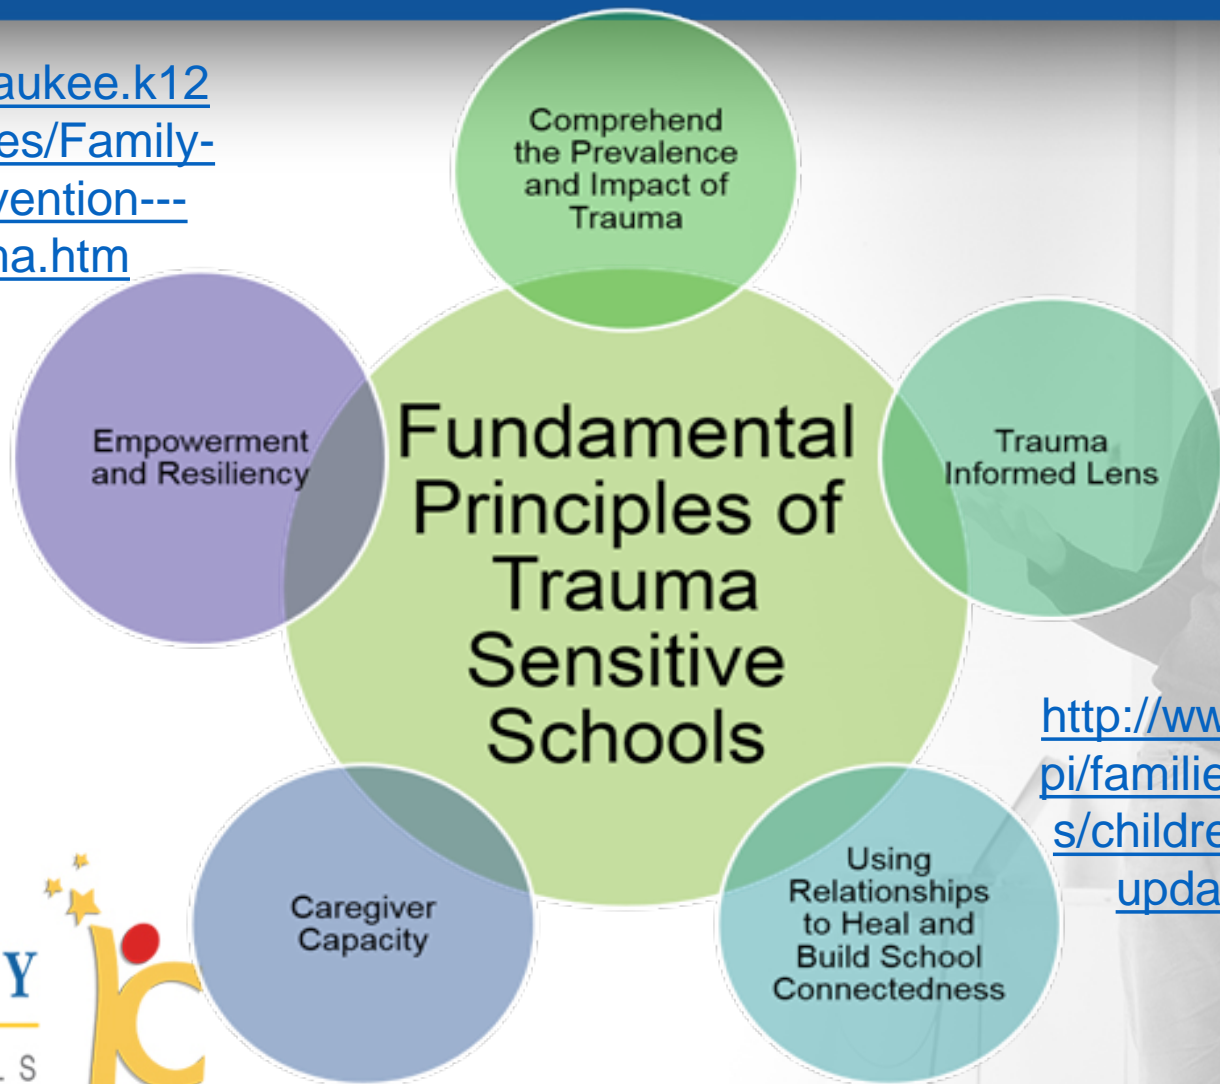 aukee.k12
es/Family-
vention---
na.htm
Comprehend
the Prevalence
and Impact of
Trauma
Empowerment
and Resiliency
Fundamental
Principles of
Trauma
Sensitive
Schools
Trauma
Informed Lens
http://ww
pi/familie
s/childre
upda
Using
Relationships
to Heal and
Build School
Connectedness
Caregiver
Capacity
Y
L S